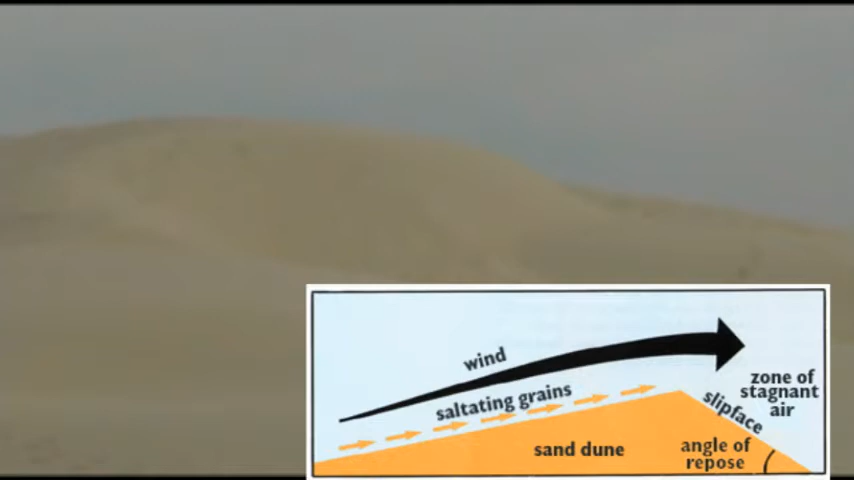 wind
saltating grains
zone of
stagnant
air
slipface
sand dune
angle of
repose